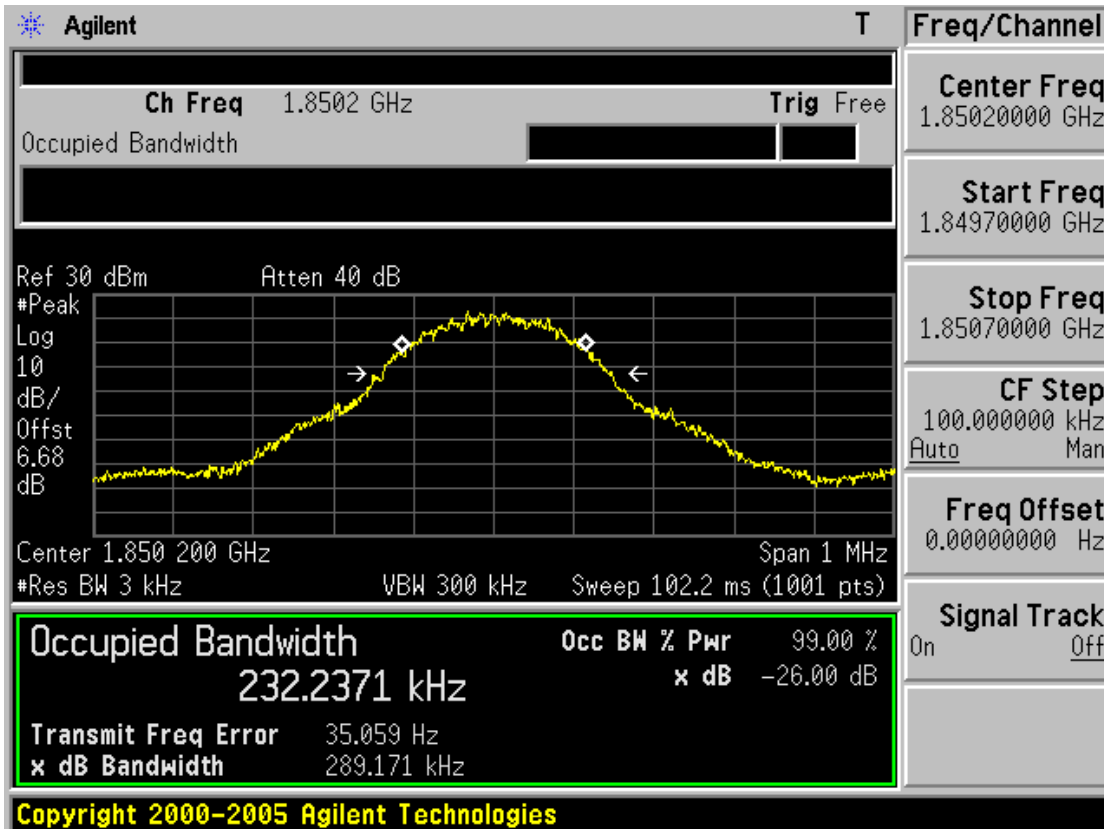 Agilent T
Ch Freq 1.8502 GHz Trig Free
Occupied Bandwidth
Ref 30 dBm Atten 40 dB
#Peak
Log
10
dB/
Offst
6.68
dB
Center 1.850 200 GHz Span 1 MHz
#Res BW 3 kHz VBW 300 kHz Sweep 102.2 ms (1001 pts)
Occupied Bandwidth Occ BW % Pwr 99.00 %
232.2371 kHz x dB -26.00 dB
Transmit Freq Error 35.059 Hz
x dB Bandwidth 289.171 kHz
Copyright 2000-2005 Agilent Technologies
Freq/Channel
Center Freq
1.85020000 GHz
Start Freq
1.84970000 GHz
Stop Freq
1.85070000 GHz
CF Step
100.000000 kHz
Auto Man
Freq Offset
0.00000000 Hz
Signal Track
On Off